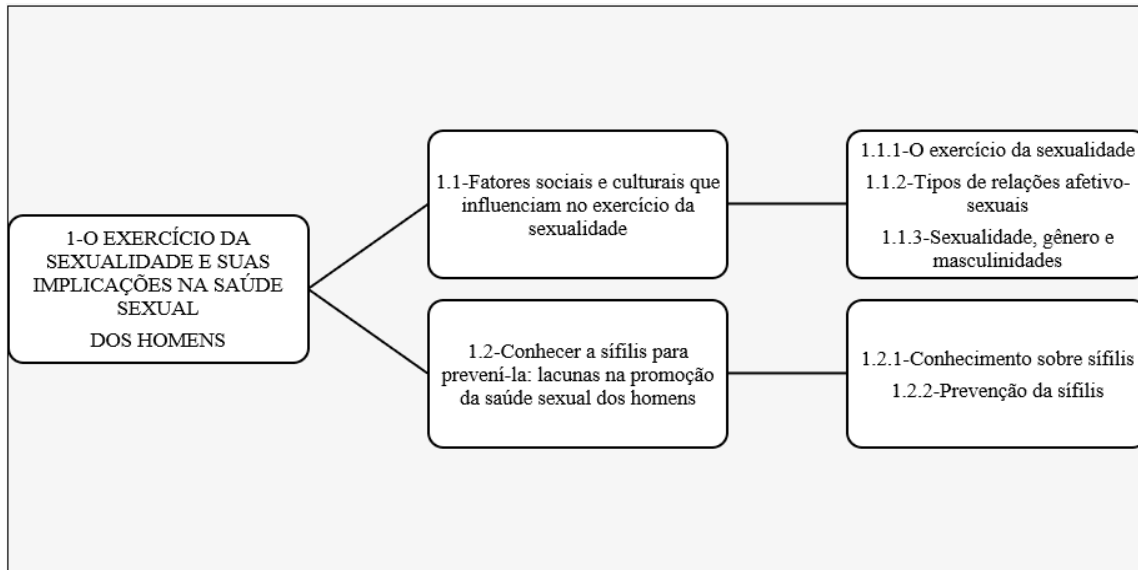 1-O EXERCÍCIO DA
SEXUALIDADE E SUAS
IMPLICAÇÕES NA SAÚDE
SEXUAL
DOS HOMENS
1.1-Fatores sociais e culturais que
influenciam no exercício da
sexualidade
1.1.1-O exercício da sexualidade
1.1.2-Tipos de relações afetivo-
sexuais
1.1.3-Sexualidade, gênero e
masculinidades
1.2-Conhecer a sífilis para
prevení-la: lacunas na promoção
da saúde sexual dos homens
1.2.1-Conhecimento sobre sífilis
1.2.2-Prevenção da sífilis